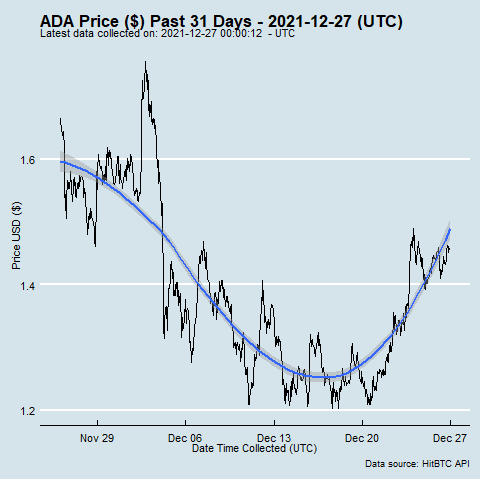 ADA Price ($) Past 31 Days - 2021-12-27 (UTC)
Latest data collected on: 2021-12-27 00:00:12 - UTC
Price USD ($)
1.6
1.4
1.2
Nov 29 Dec 06 Dec 13 Dec 20 Dec 27
Date Time Collected (UTC)
Data source: HitBTC API